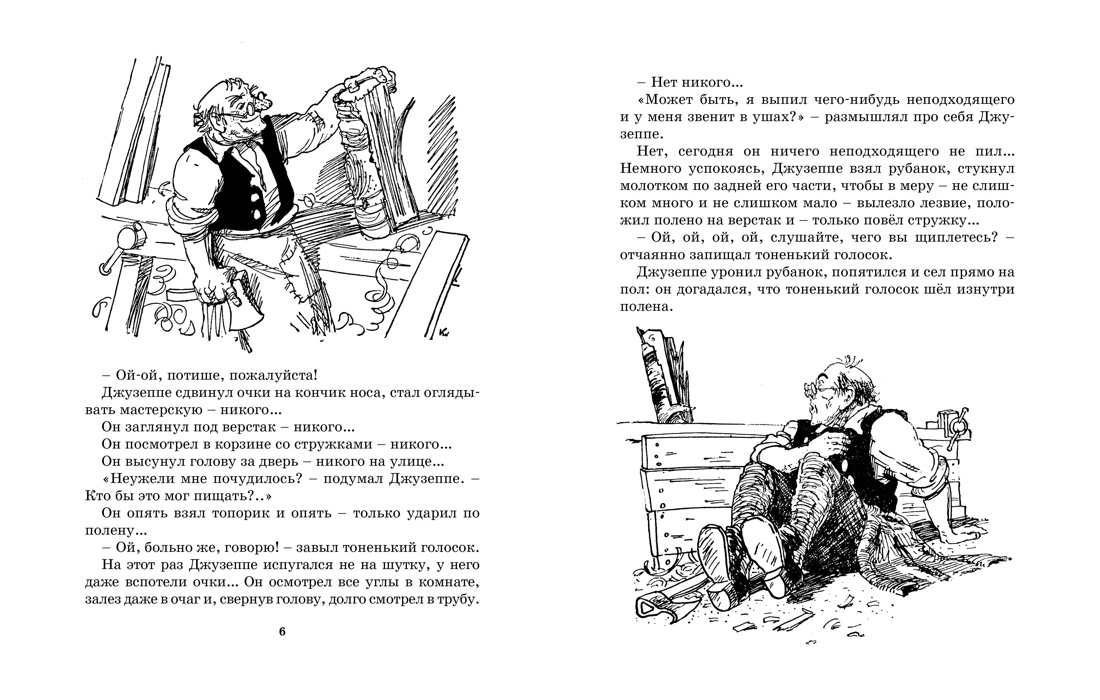 – Ой-ой, потише, пожалуйста!
Джузеппе сдвинул очки на кончик носа, стал огляды-
вать мастерскую – никого...
Он заглянул под верстак – никого...
Он посмотрел в корзине со стружками – никого...
Он высунул голову за дверь – никого на улице...
«Неужели мне почудилось? – подумал Джузеппе. –
Кто бы это мог пищать?..»
Он опять взял топорик и опять – только ударил по
полену...
– Ой, больно же, говорю! – завыл тоненький голосок.
На этот раз Джузеппе испугался не на шутку, у него
даже вспотели очки... Он осмотрел все углы в комнате,
залез даже в очаг и, свернув голову, долго смотрел в трубу.
6
– Нет никого...
«Может быть, я выпил чего-нибудь неподходящего
и у меня звенит в ушах?» – размышлял про себя Джу-
зеппе.
Нет, сегодня он ничего неподходящего не пил...
Немного успокоясь, Джузеппе взял рубанок, стукнул
молотком по задней его части, чтобы в меру – не слиш-
ком много и не слишком мало – вылезло лезвие, поло-
жил полено на верстак и – только повёл стружку...
– Ой, ой, ой, ой, слушайте, чего вы щиплетесь? –
отчаянно запищал тоненький голосок.
Джузеппе уронил рубанок, попятился и сел прямо на
пол: он догадался, что тоненький голосок шёл изнутри
полена.